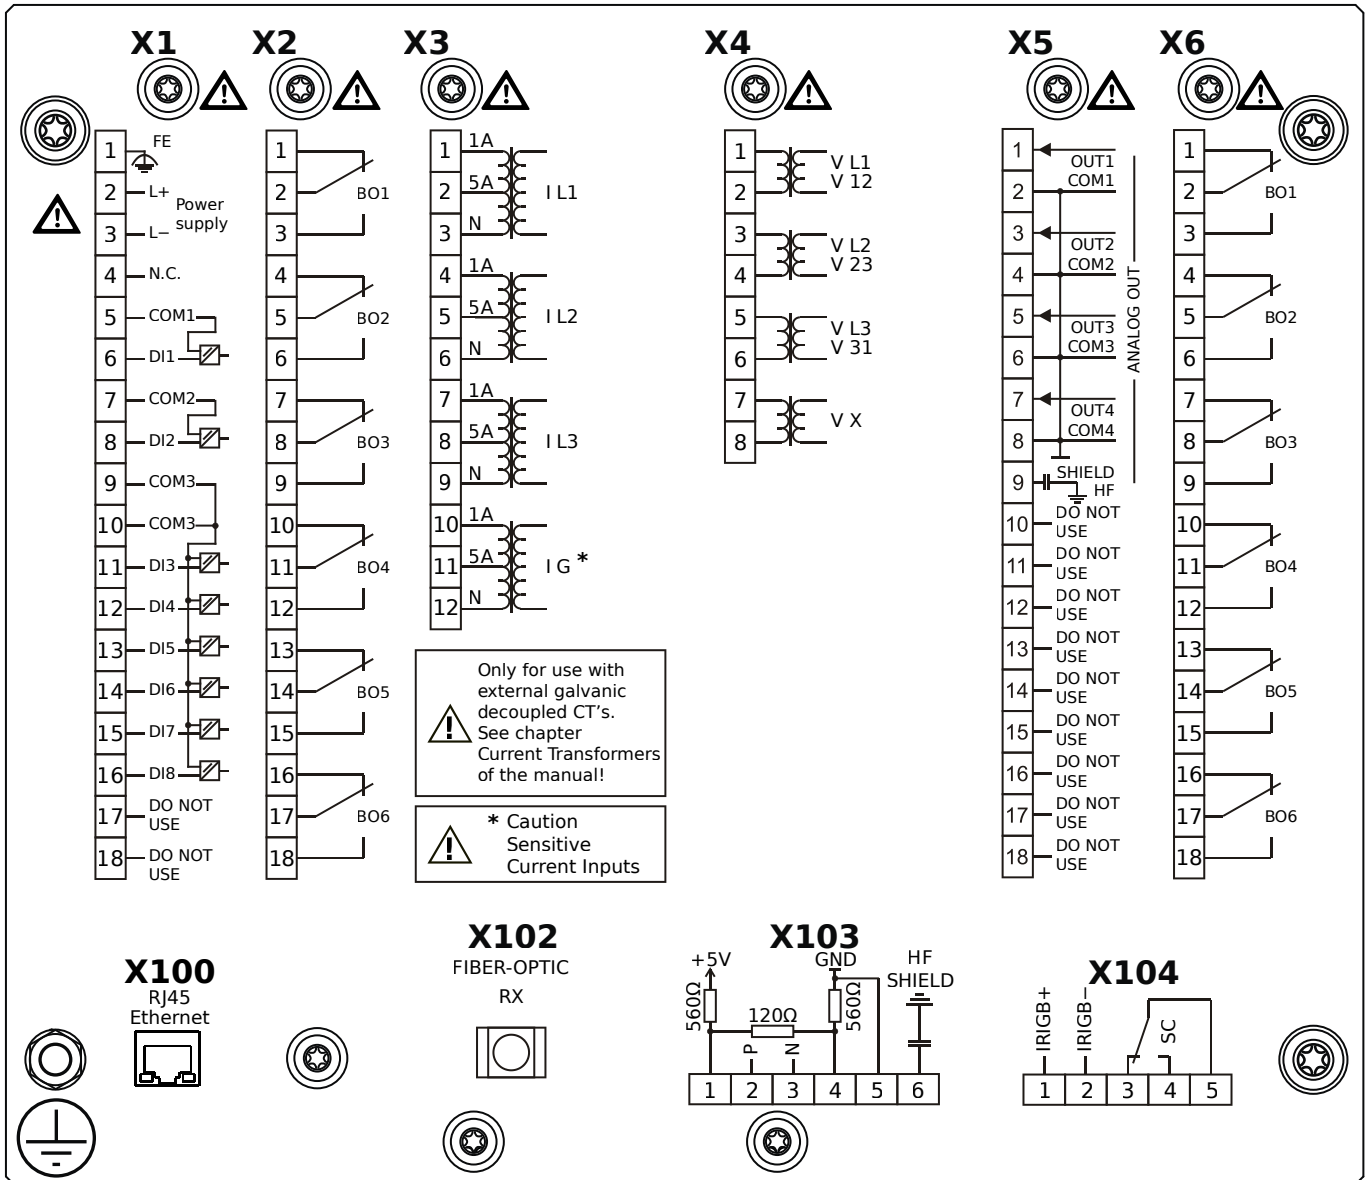 X1
1 FE
2 L+ Power supply
3 L−
4 N.C.
5 COM1
6 DI1
7 COM2
8 DI2
9 COM3
10 COM3
11 DI3
12 DI4
13 DI5
14 DI6
15 DI7
16 DI8
17 DO NOT USE
18 DO NOT USE
X2
1
2 BO1
3
4
5 BO2
6
7
8 BO3
9
10
11 BO4
12
13
14 BO5
15
16
17 BO6
18
X3
1 1A
2 5A I L1
3 N
4 1A
5 5A I L2
6 N
7 1A
8 5A I L3
9 N
10 1A
11 5A I G *
12 N
Only for use with
external galvanic
decoupled CT's.
See chapter
Current Transformers
of the manual!
* Caution
Sensitive
Current Inputs
X4
1 V L1
2 V 12
3 V L2
4 V 23
5 V L3
6 V 31
7 V X
8
X5
1 OUT1
2 COM1
3 OUT2
4 COM2
5 OUT3
6 COM3
7 OUT4
8 COM4
ANALOG OUT
9 SHIELD HF
10 DO NOT USE
11 DO NOT USE
12 DO NOT USE
13 DO NOT USE
14 DO NOT USE
15 DO NOT USE
16 DO NOT USE
17 DO NOT USE
18 DO NOT USE
X6
1
2 BO1
3
4
5 BO2
6
7
8 BO3
9
10
11 BO4
12
13
14 BO5
15
16
17 BO6
18
X100
RJ45
Ethernet
X102
FIBER-OPTIC
RX
X103
+5V GND HF
SHIELD
560Ω 120Ω 560Ω
P N
1 2 3 4 5 6
X104
IRIGB+ IRIGB− SC
1 2 3 4 5